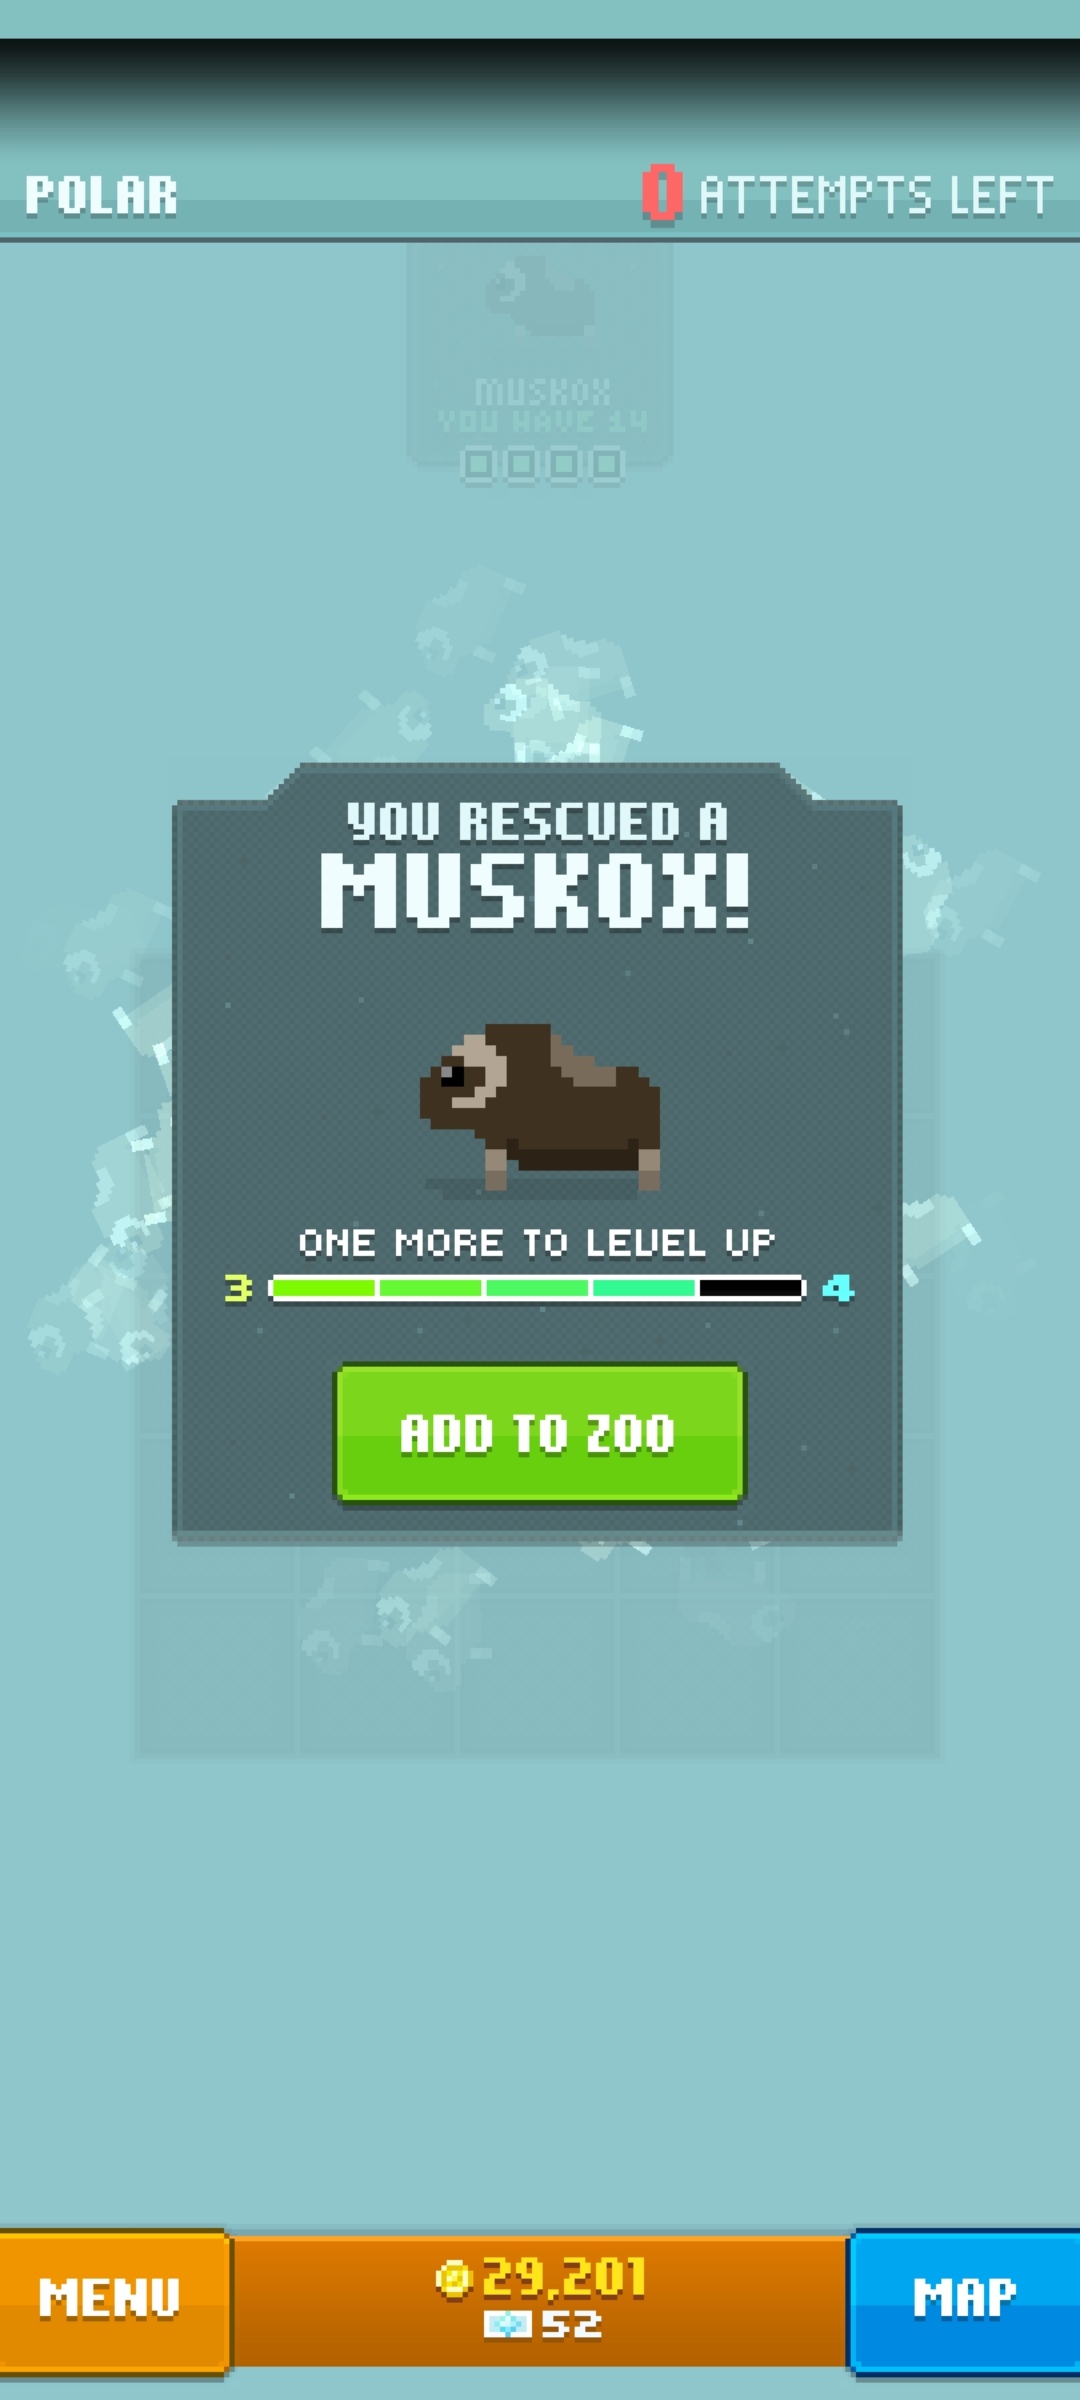 POLAR
0 ATTEMPTS LEFT
MUSKOX
YOU HAVE 14
YOU RESCUED A
MUSKOX!
ONE MORE TO LEVEL UP
3 4
ADD TO ZOO
MENU
29,201
52
MAP